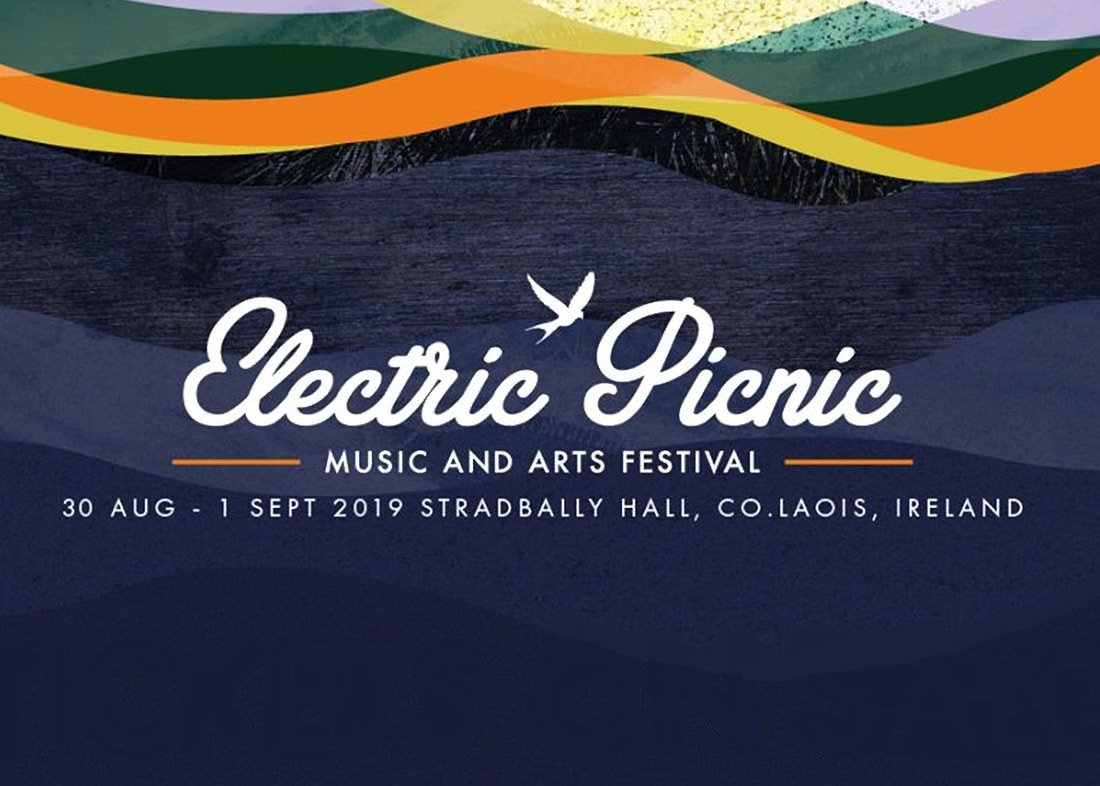 Electric Picnic
MUSIC AND ARTS FESTIVAL
30 AUG - 1 SEPT 2019 STRADBALLY HALL, CO.LAOIS, IRELAND